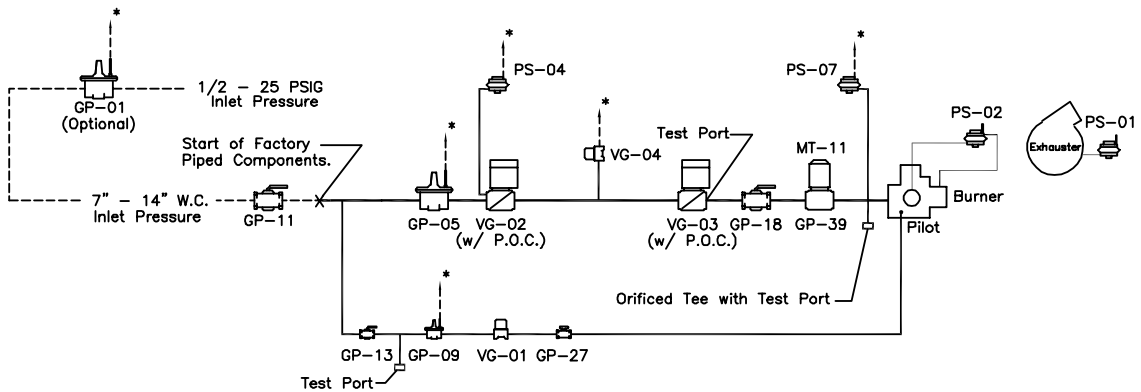 *
GP-01
(Optional)
1/2 - 25 PSIG
Inlet Pressure
*
PS-04
*
PS-07
PS-02
PS-01
Exhauster
Start of Factory
Piped Components.
*
*
VG-04
Test Port
MT-11
7" - 14" W.C.
Inlet Pressure
GP-11
GP-05
VG-02
(w/ P.O.C.)
VG-03
(w/ P.O.C.)
GP-18
GP-39
Burner
Pilot
*
Orificed Tee with Test Port
GP-13
GP-09
VG-01
GP-27
Test Port